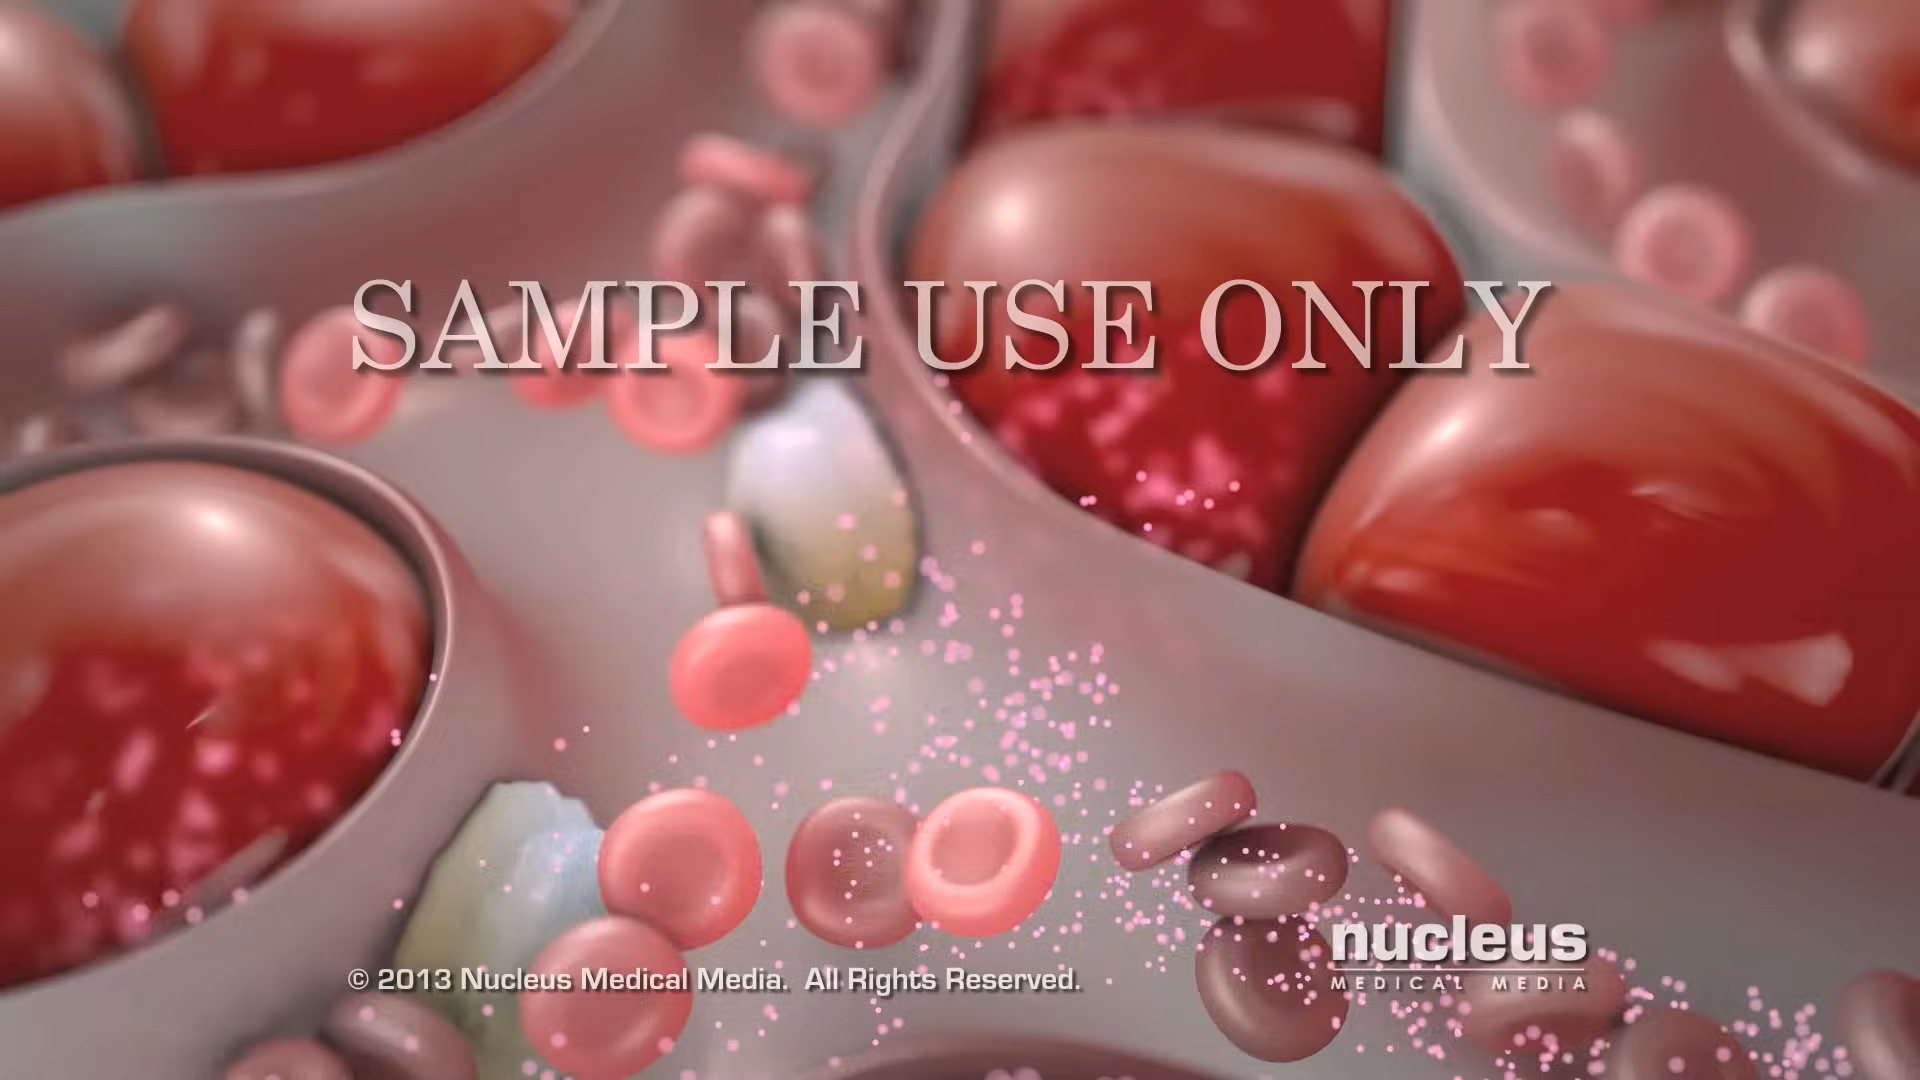 SAMPLE USE ONLY
nucleus
MEDICAL MEDIA
© 2013 Nucleus Medical Media.  All Rights Reserved.